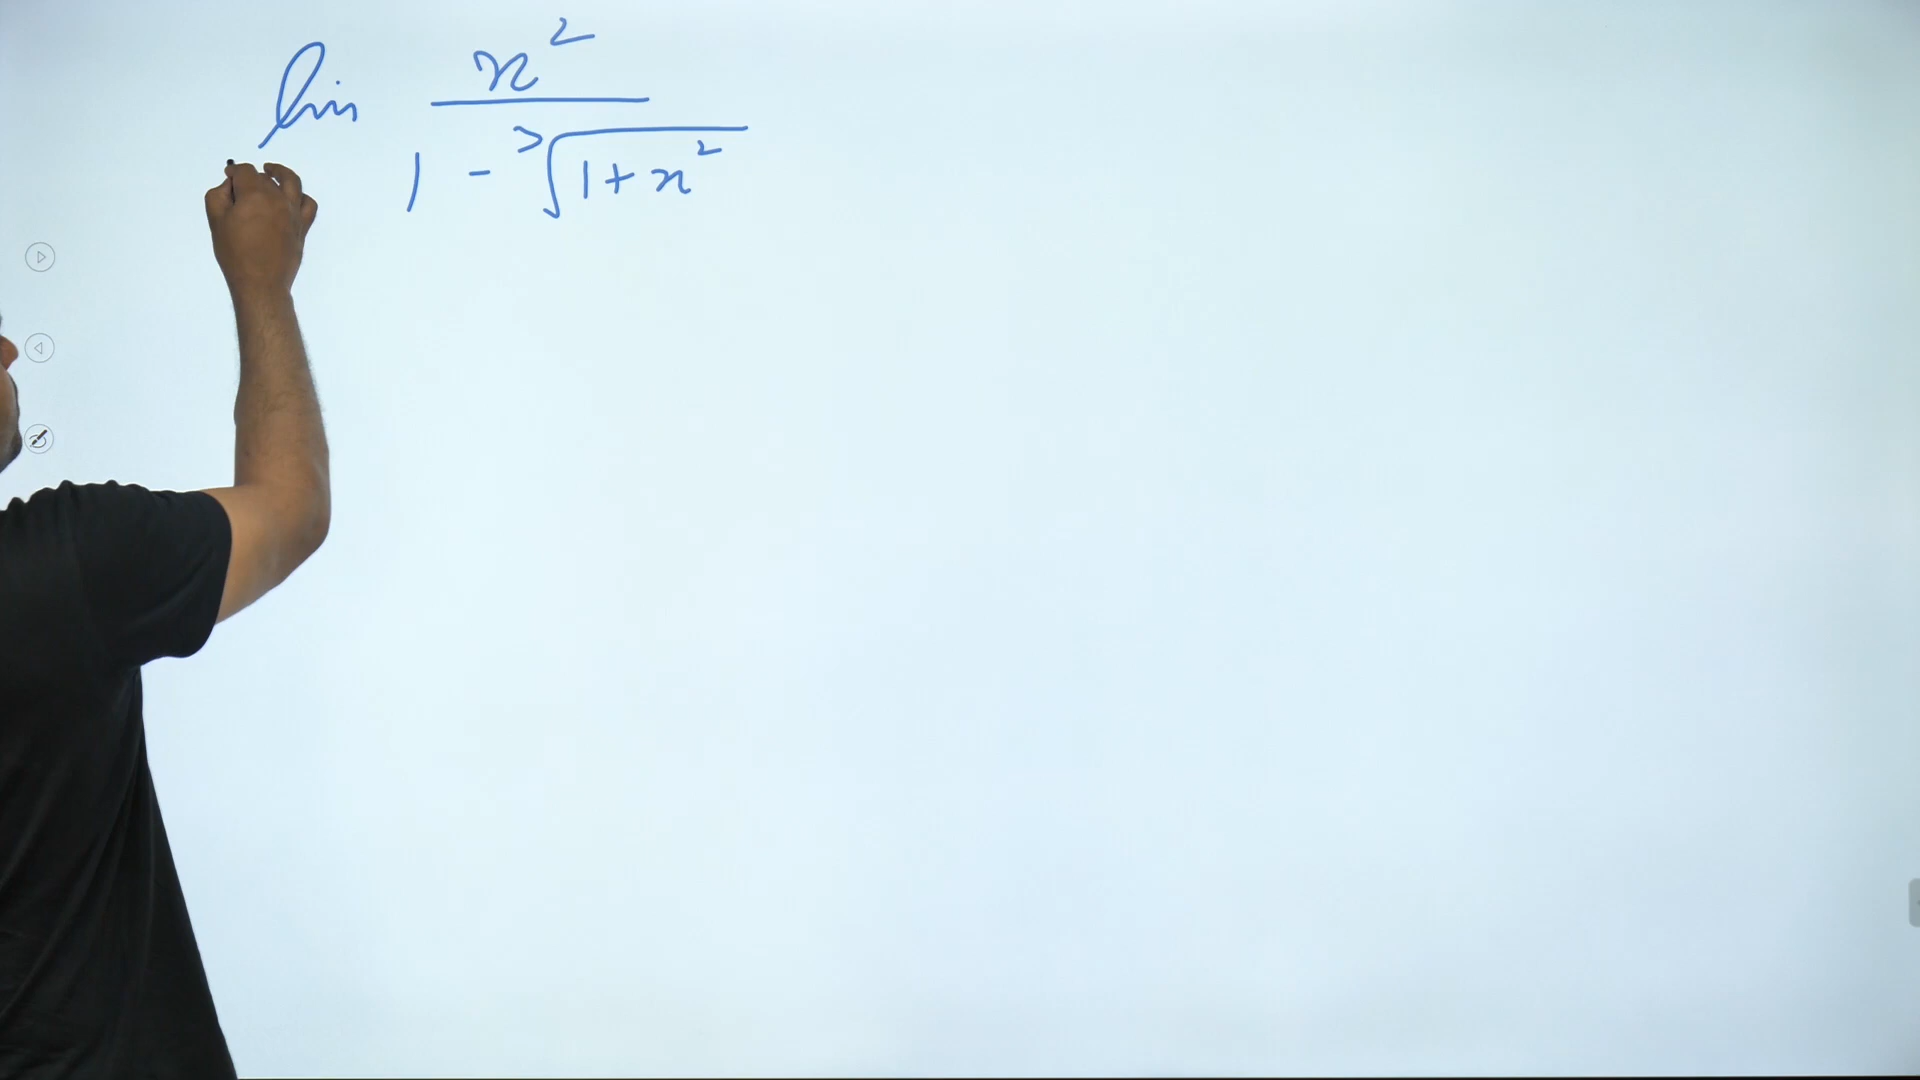 lim x² / (1 - ³√(1+x²))